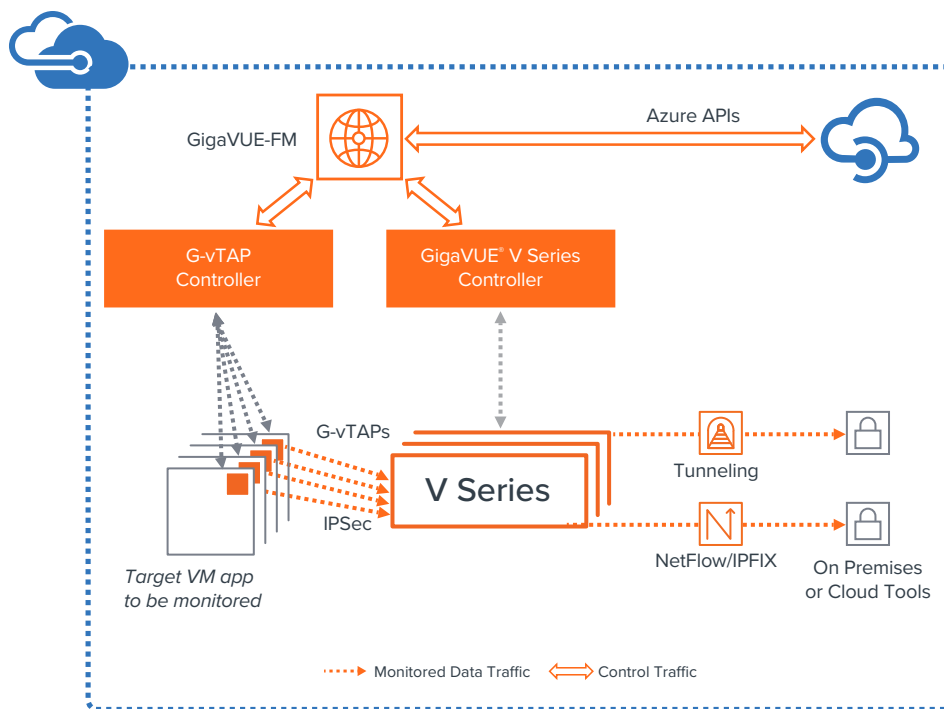 Azure APIs
GigaVUE-FM
G-vTAP
Controller
GigaVUE® V Series
Controller
G-vTAPs
V Series
IPSec
Tunneling
NetFlow/IPFIX
Target VM app
to be monitored
On Premises
or Cloud Tools
Monitored Data Traffic
Control Traffic